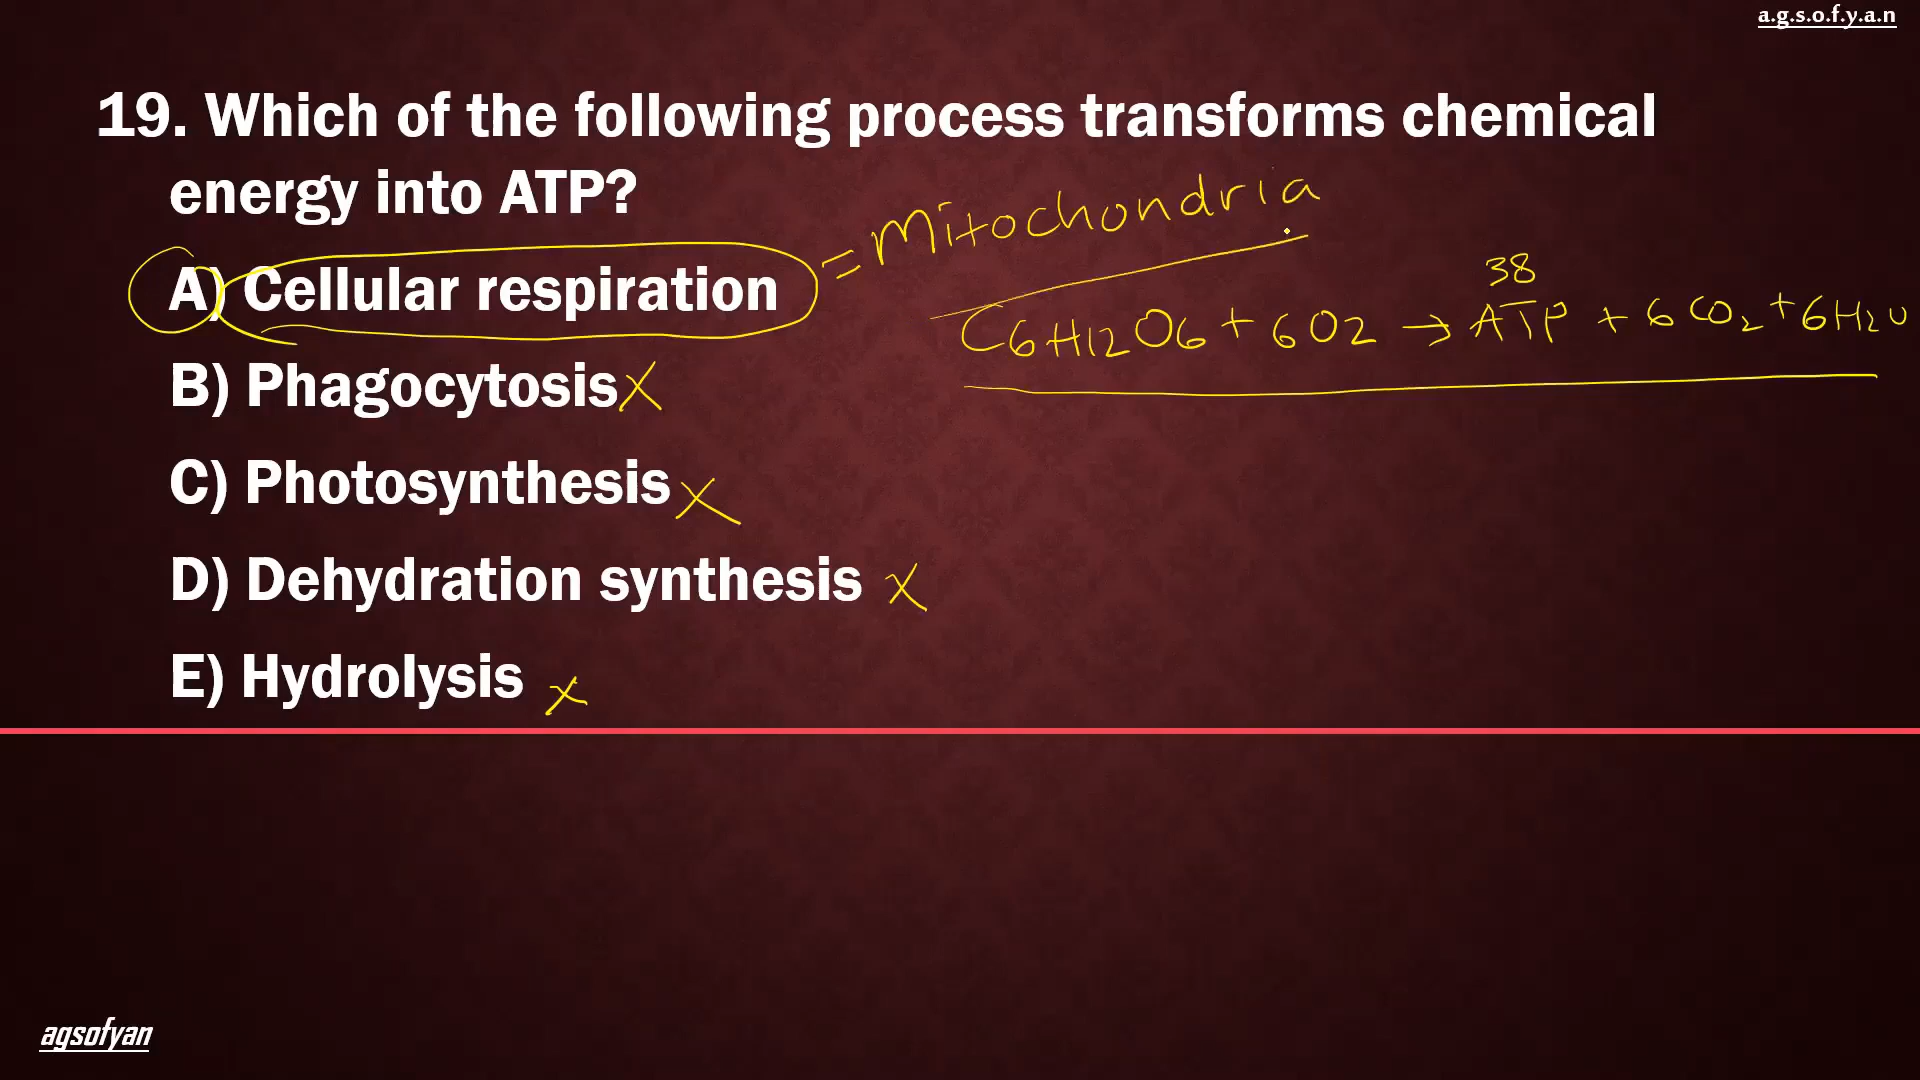 a.g.s.o.f.y.a.n
19. Which of the following process transforms chemical
energy into ATP?
= Mitochondria
A) Cellular respiration
38
C6H12O6 + 6O2 → ATP + 6CO2 + 6H2O
B) Phagocytosis X
C) Photosynthesis X
D) Dehydration synthesis X
E) Hydrolysis X
agsofyan